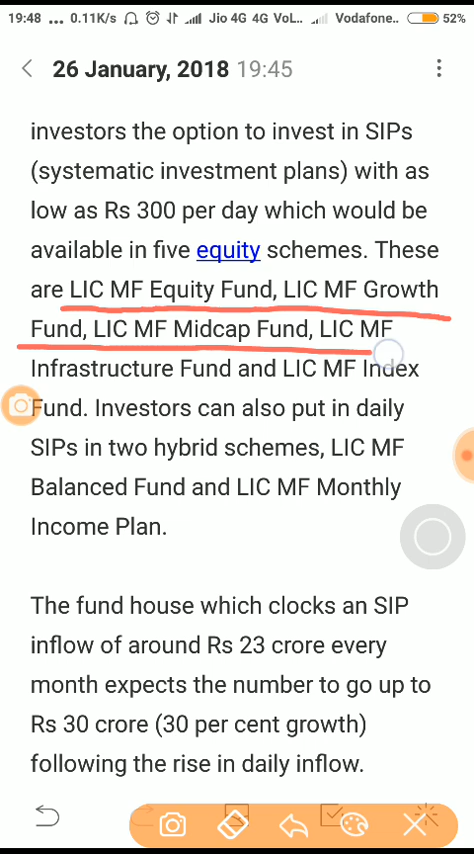 19:48 ... 0.11K/s Jio 4G 4G VoL... Vodafone.. 52%
26 January, 2018 19:45
investors the option to invest in SIPs
(systematic investment plans) with as
low as Rs 300 per day which would be
available in five equity schemes. These
are LIC MF Equity Fund, LIC MF Growth
Fund, LIC MF Midcap Fund, LIC MF
Infrastructure Fund and LIC MF Index
Fund. Investors can also put in daily
SIPs in two hybrid schemes, LIC MF
Balanced Fund and LIC MF Monthly
Income Plan.
The fund house which clocks an SIP
inflow of around Rs 23 crore every
month expects the number to go up to
Rs 30 crore (30 per cent growth)
following the rise in daily inflow.